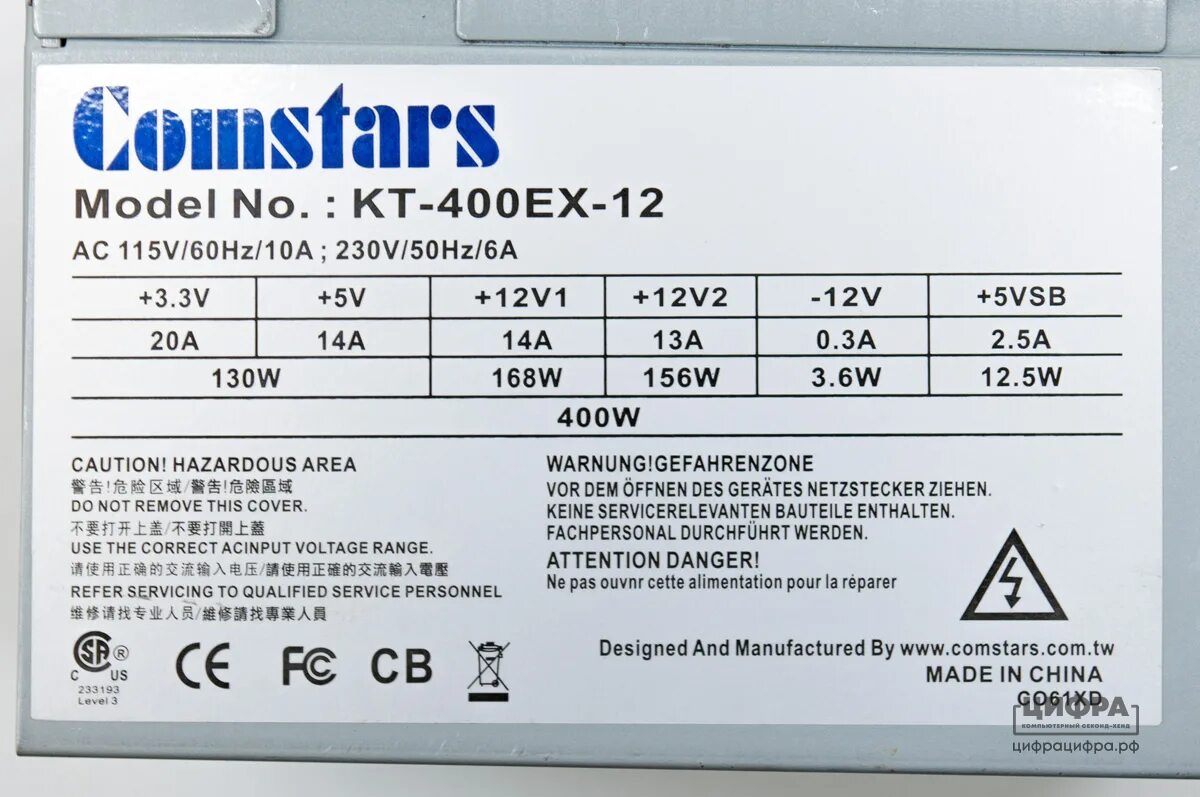 Comstars
Model No. : KT-400EX-12
AC 115V/60Hz/10A ; 230V/50Hz/6A
+3.3V +5V +12V1 +12V2 -12V +5VSB
20A 14A 14A 13A 0.3A 2.5A
130W 168W 156W 3.6W 12.5W
400W
CAUTION! HAZARDOUS AREA
警告!危险区域/警告!危險區域
DO NOT REMOVE THIS COVER.
不要打开上盖/不要打開上蓋
USE THE CORRECT ACINPUT VOLTAGE RANGE.
请使用正确的交流输入电压/請使用正確的交流輸入電壓
REFER SERVICING TO QUALIFIED SERVICE PERSONNEL
维修请找专业人员/維修請找專業人員
WARNUNG!GEFAHRENZONE
VOR DEM ÖFFNEN DES GERÄTES NETZSTECKER ZIEHEN.
KEINE SERVICERELEVANTEN BAUTEILE ENTHALTEN.
FACHPERSONAL DURCHFÜHRT WERDEN.
ATTENTION DANGER!
Ne pas ouvnr cette alimentation pour la réparer
SA ®
C US
233193
Level 3
CE FC CB
Designed And Manufactured By www.comstars.com.tw
MADE IN CHINA
GO61XD
ЦИФРА
КОМПЬЮТЕРНЫЙ СЕКОНД-ХЕНД
цифрацифра.рф